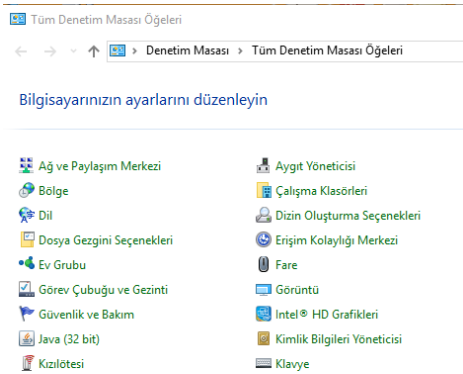 Tüm Denetim Masası Öğeleri
Denetim Masası > Tüm Denetim Masası Öğeleri
Bilgisayarınızın ayarlarını düzenleyin
Ağ ve Paylaşım Merkezi
Aygıt Yöneticisi
Bölge
Çalışma Klasörleri
Dil
Dizin Oluşturma Seçenekleri
Dosya Gezgini Seçenekleri
Erişim Kolaylığı Merkezi
Ev Grubu
Fare
Görev Çubuğu ve Gezinti
Görüntü
Güvenlik ve Bakım
Intel® HD Grafikleri
Java (32 bit)
Kimlik Bilgileri Yöneticisi
Kızılötesi
Klavye